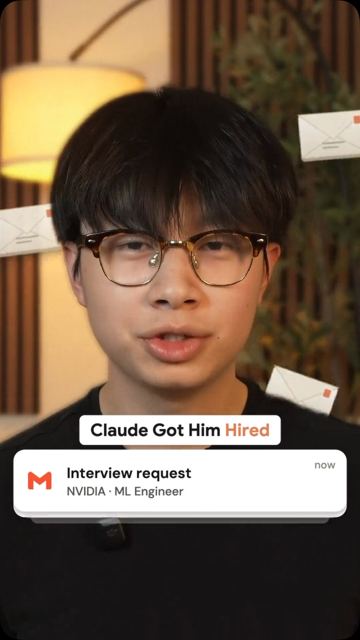 Claude Got Him Hired
Interview request
now
NVIDIA · ML Engineer